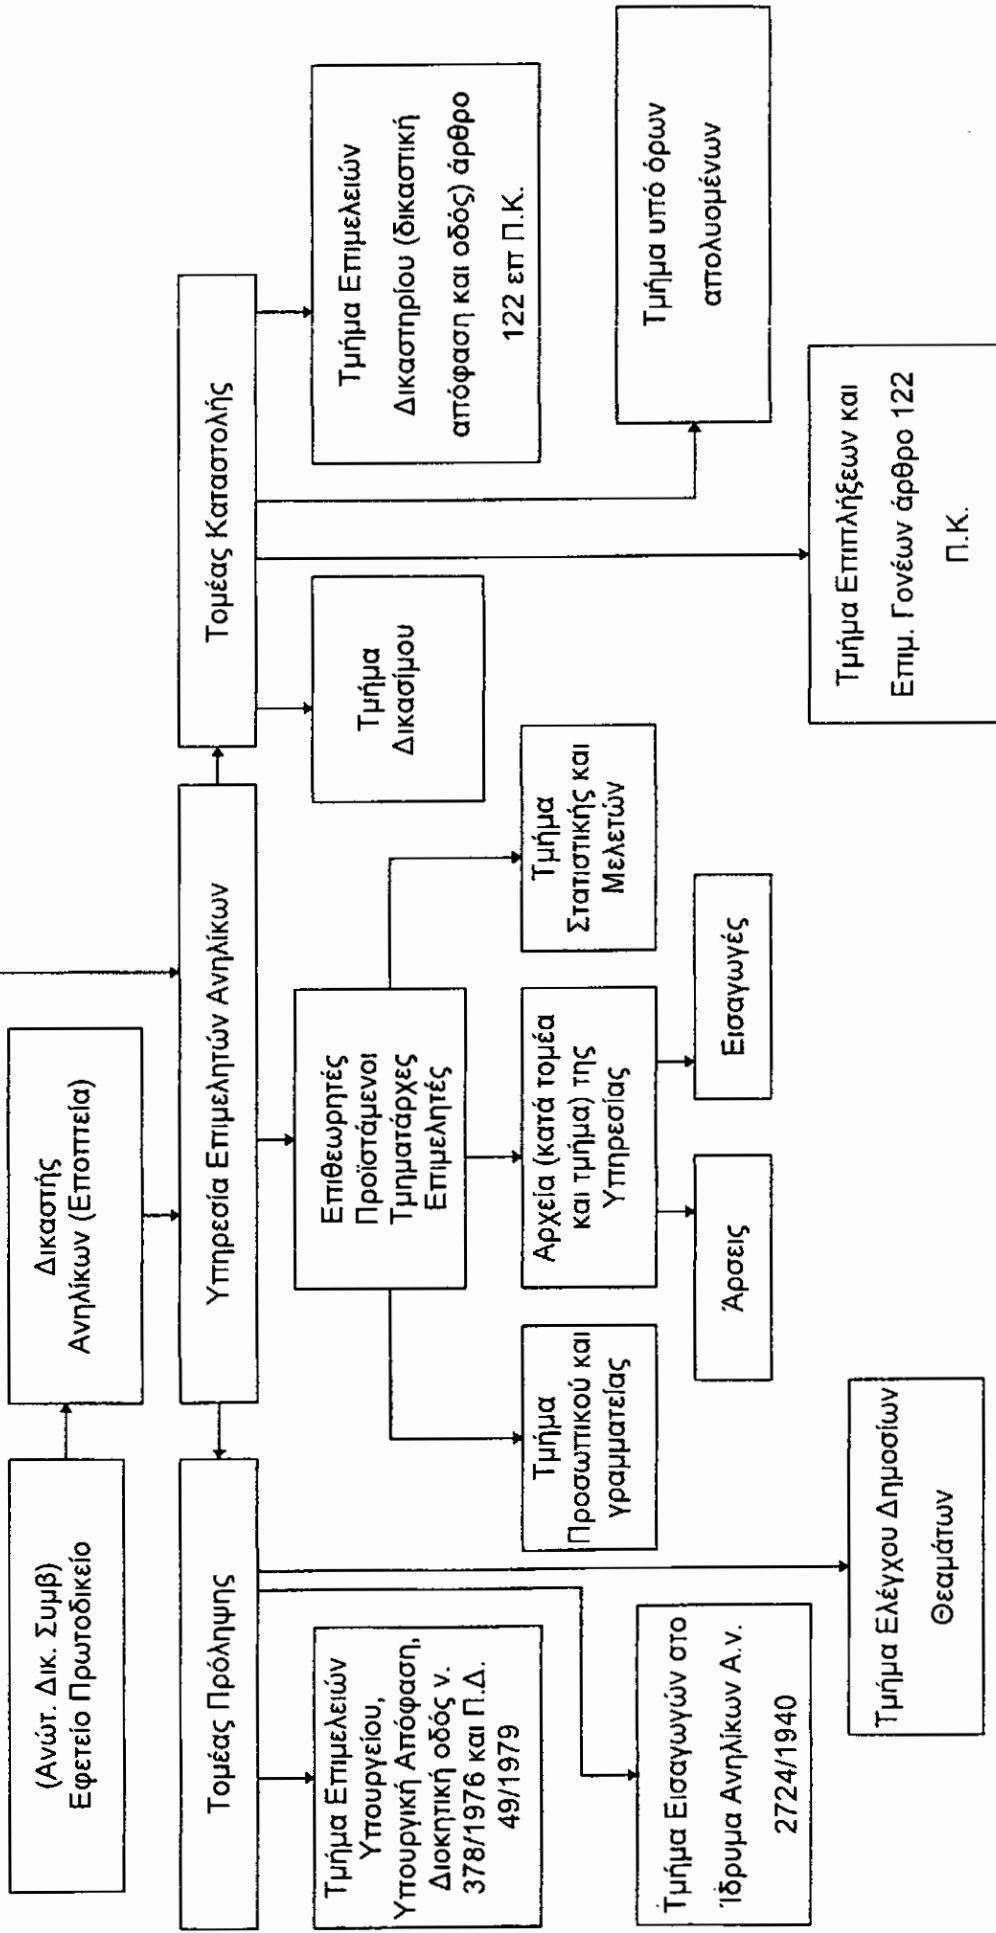 (Ανώτ. Δικ. Συμβ)
Εφετείο Πρωτοδικείο
Δικαστής
Ανηλίκων (Εποπτεία)
Τομέας Πρόληψης
Υπηρεσία Επιμελητών Ανηλίκων
Τομέας Καταστολής
Τμήμα Επιμελειών
Υπουργείου,
Υπουργική Απόφαση,
Διοκητική οδός ν.
378/1976 και Π.Δ.
49/1979
Επιθεωρητές
Προϊστάμενοι
Τμηματάρχες
Επιμελητές
Τμήμα
Δικασίμου
Τμήμα Επιμελειών
Δικαστηρίου (δικαστική
απόφαση και οδός) άρθρο
122 επ Π.Κ.
Τμήμα
Προσωπικού και
γραμματείας
Αρχεία (κατά τομέα
και τμήμα) της
Υπηρεσίας
Τμήμα
Στατιστικής και
Μελετών
Τμήμα Εισαγωγών στο
Ίδρυμα Ανηλίκων Α.ν.
2724/1940
Άρσεις
Εισαγωγές
Τμήμα υπό όρων
απολυομένων
Τμήμα Ελέγχου Δημοσίων
Θεαμάτων
Τμήμα Επιπλήξεων και
Επιμ. Γονέων άρθρο 122
Π.Κ.